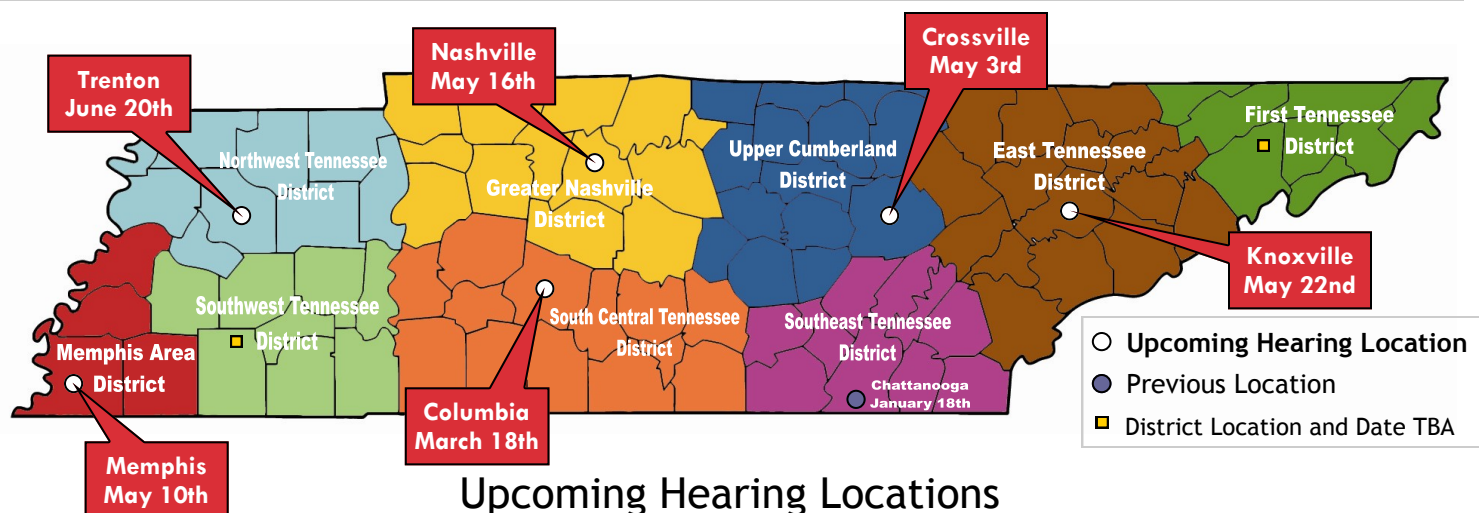 Trenton
June 20th
Nashville
May 16th
Crossville
May 3rd
Northwest Tennessee
District
Greater Nashville
District
Upper Cumberland
District
East Tennessee
District
First Tennessee
District
Knoxville
May 22nd
Southwest Tennessee
District
South Central Tennessee
District
Southeast Tennessee
District
Memphis Area
District
Chattanooga
January 18th
Columbia
March 18th
Memphis
May 10th
Upcoming Hearing Location
Previous Location
District Location and Date TBA
Upcoming Hearing Locations